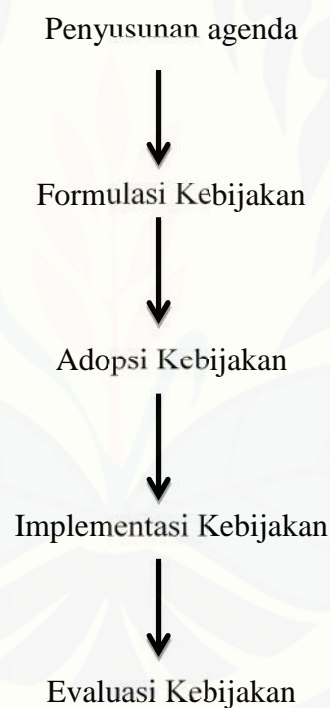 Penyusunan agenda
Formulasi Kebijakan
Adopsi Kebijakan
Implementasi Kebijakan
Evaluasi Kebijakan